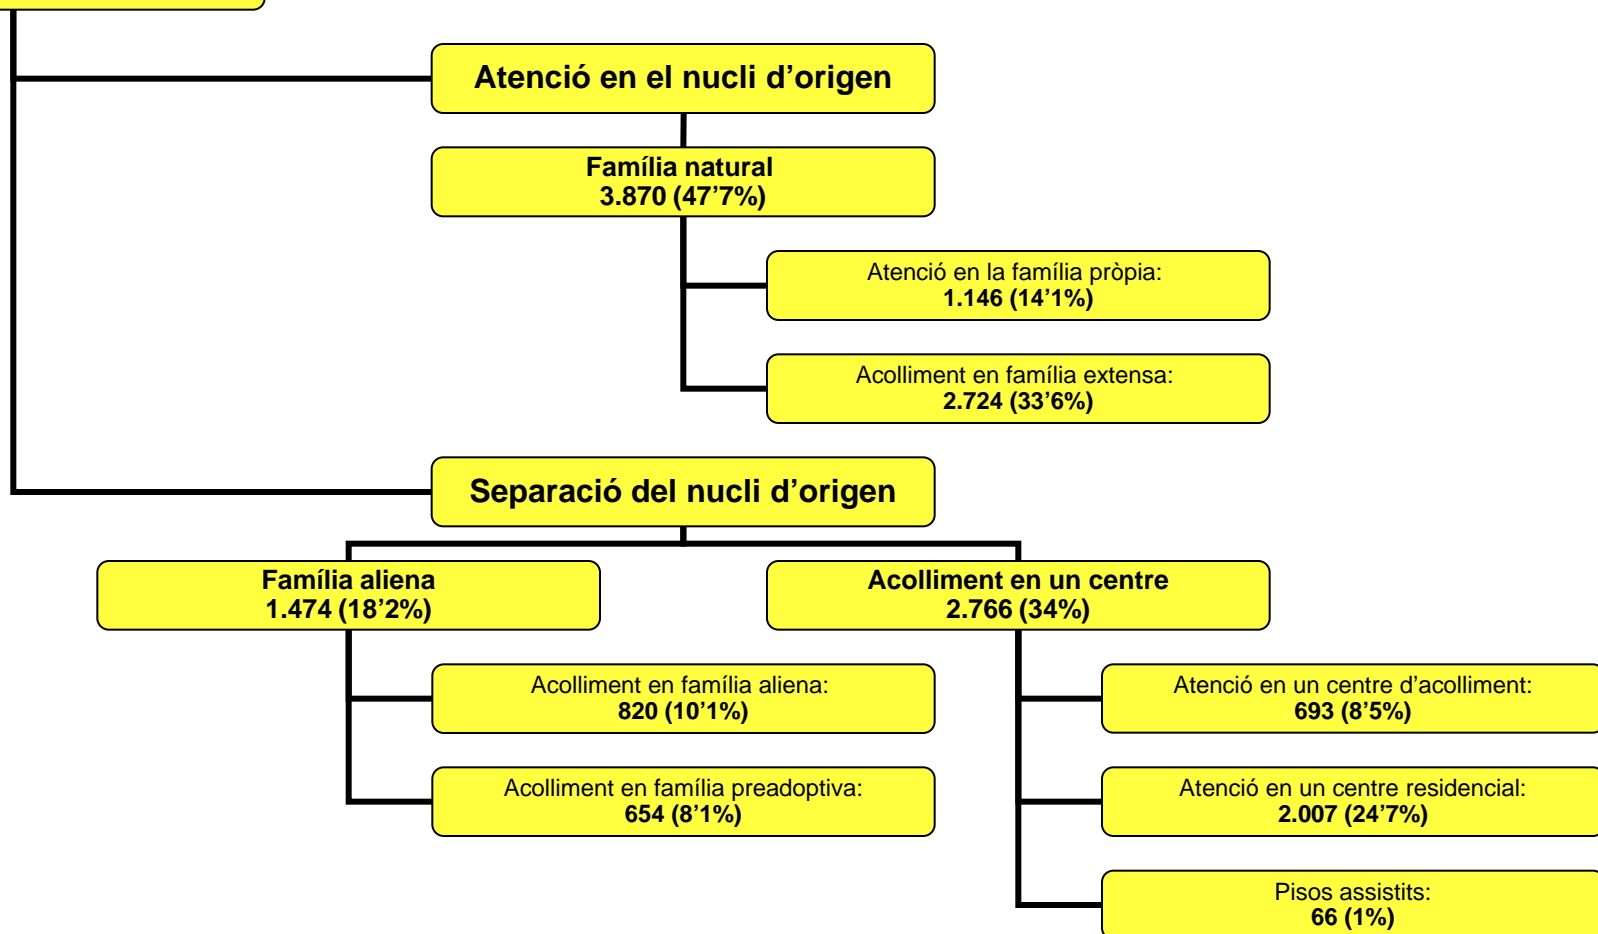 Atenció en el nucli d’origen
Família natural
3.870 (47’7%)
Atenció en la família pròpia:
1.146 (14’1%)
Acolliment en família extensa:
2.724 (33’6%)
Separació del nucli d’origen
Família aliena
1.474 (18’2%)
Acolliment en un centre
2.766 (34%)
Acolliment en família aliena:
820 (10’1%)
Atenció en un centre d’acolliment:
693 (8’5%)
Acolliment en família preadoptiva:
654 (8’1%)
Atenció en un centre residencial:
2.007 (24’7%)
Pisos assistits:
66 (1%)